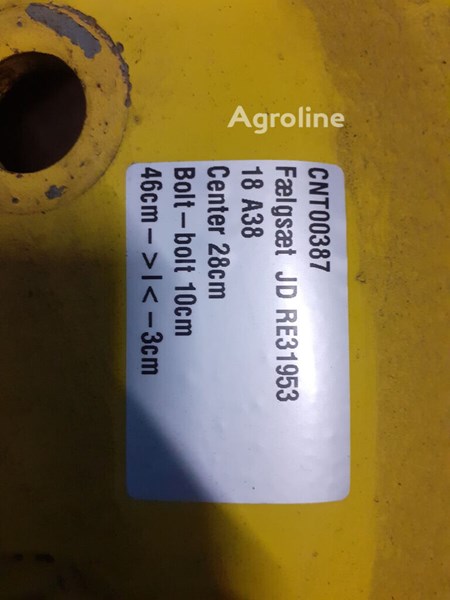 Agroline
CNT00387
Fælgsæt JD RE31953
18 A38
Center 28cm
Bolt – bolt 10cm
46cm – > I < – 3cm